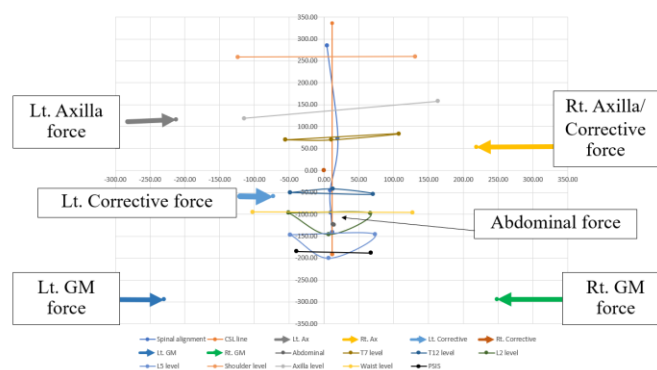 350.00
300.00
250.00
200.00
150.00
100.00
50.00
0.00
-300.00 -250.00 -200.00 -150.00 -100.00 -50.00 0.00 50.00 100.00 150.00 200.00 250.00 300.00
-50.00
-100.00
-150.00
-200.00
-250.00
-300.00
-350.00
Lt. Axilla
force
Rt. Axilla/
Corrective
force
Lt. Corrective force
Abdominal force
Lt. GM
force
Rt. GM
force
Spinal alignment CSL line Lt. Ax Rt. Ax Lt. Corrective Rt. Corrective
Lt. GM Rt. GM Abdominal T7 level T12 level L2 level
L5 level Shoulder level Axilla level Waist level PSIS